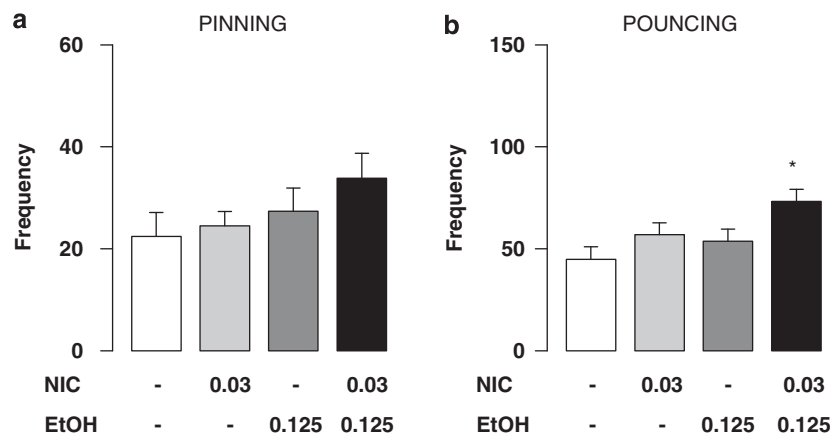 a PINNING
60
40
20
0
Frequency
NIC - 0.03 - 0.03
EtOH - - 0.125 0.125
b POUNCING
150
100
50
0
Frequency
*
NIC - 0.03 - 0.03
EtOH - - 0.125 0.125